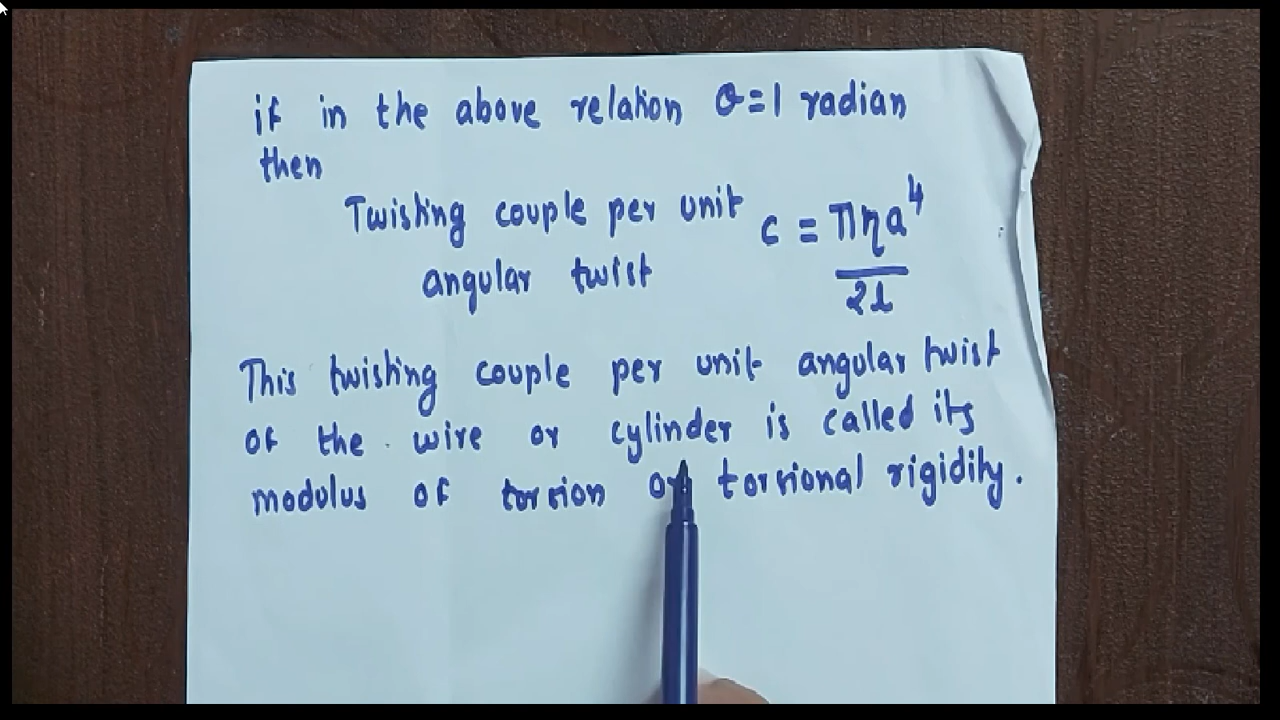 if in the above relation θ=1 radian
then
Twisting couple per unit angular twist c = πηa⁴/2l
This twisting couple per unit angular twist
of the wire or cylinder is called its
modulus of torsion or torsional rigidity.